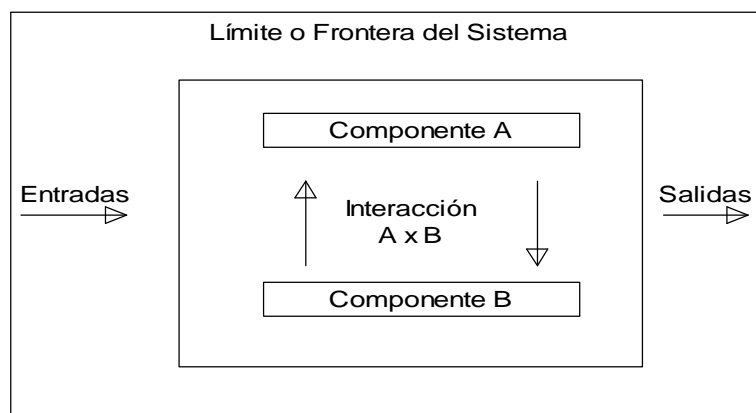 Límite o Frontera del Sistema
Componente A
Entradas
Interacción
A x B
Salidas
Componente B